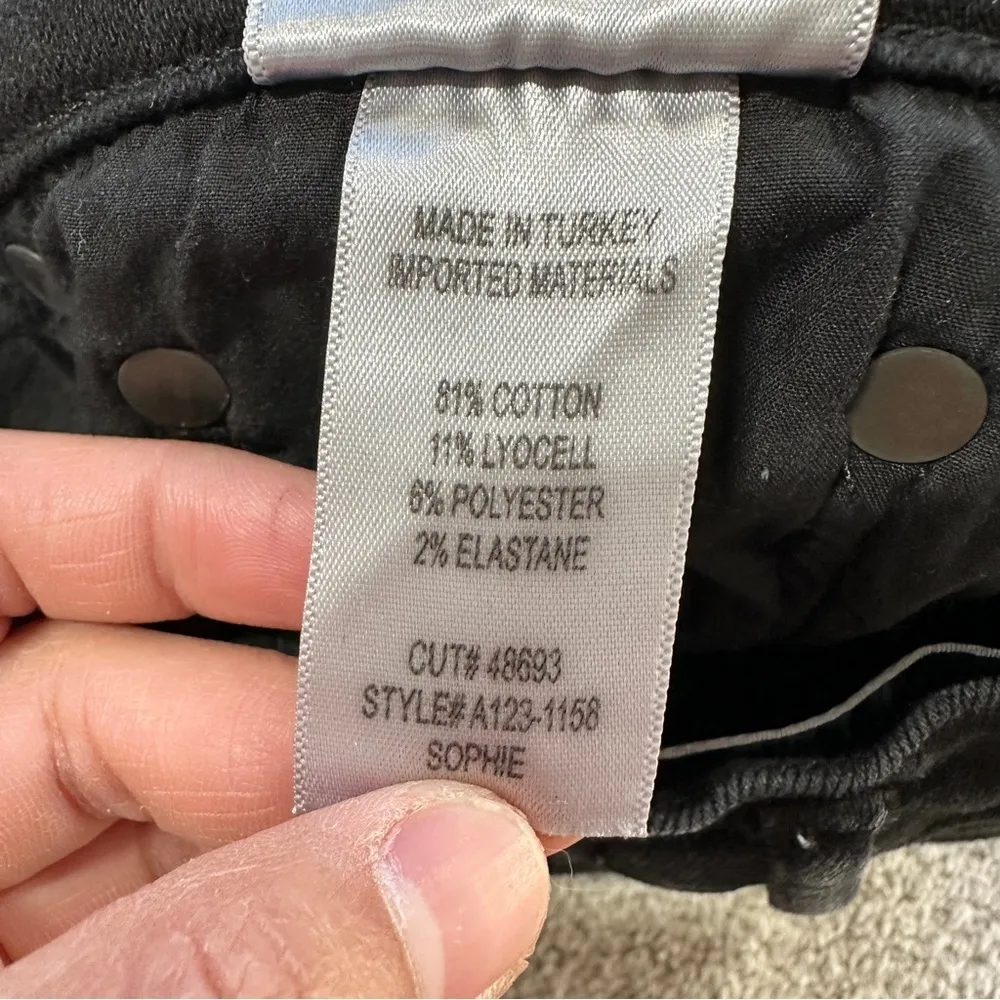 MADE IN TURKEY
IMPORTED MATERIALS
81% COTTON
11% LYOCELL
6% POLYESTER
2% ELASTANE
CUT# 48693
STYLE# A123-1158
SOPHIE